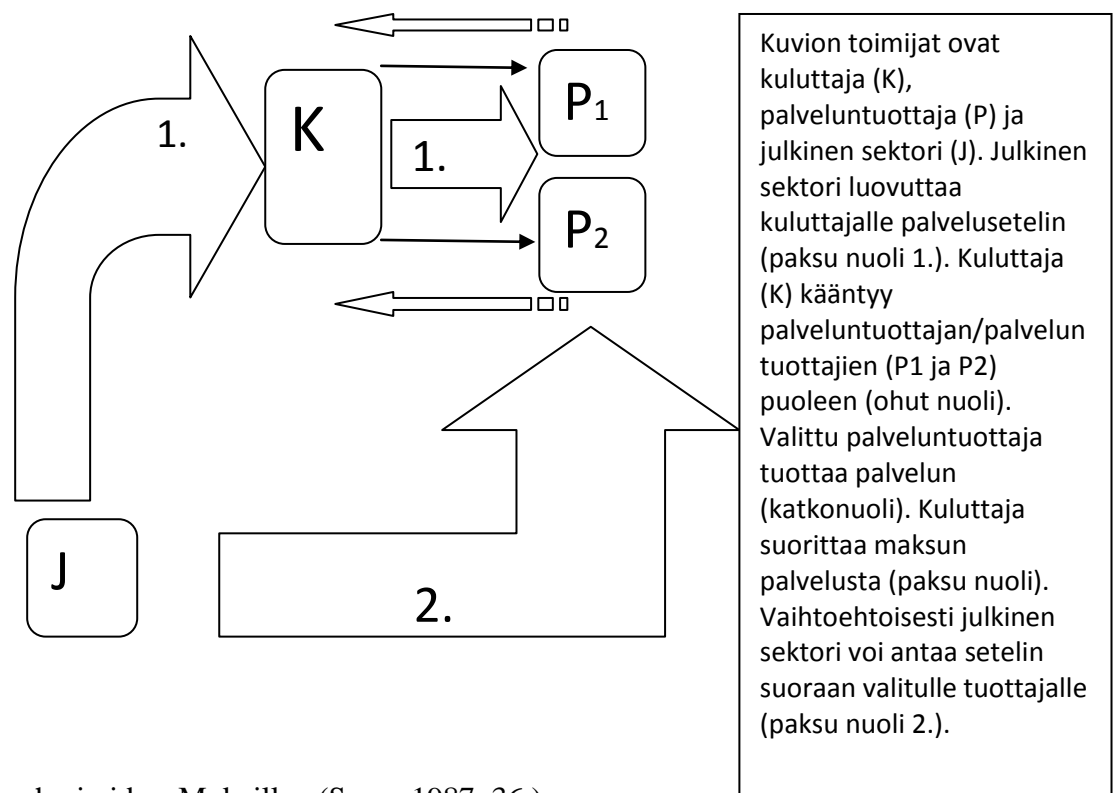 1.
K
1.
P1
P2
J
2.
Kuvion toimijat ovat
kuluttaja (K),
palveluntuottaja (P) ja
julkinen sektori (J). Julkinen
sektori luovuttaa
kuluttajalle palvelusetelin
(paksu nuoli 1.). Kuluttaja
(K) kääntyy
palveluntuottajan/palvelun
tuottajien (P1 ja P2)
puoleen (ohut nuoli).
Valittu palveluntuottaja
tuottaa palvelun
(katkonuoli). Kuluttaja
suorittaa maksun
palvelusta (paksu nuoli).
Vaihtoehtoisesti julkinen
sektori voi antaa setelin
suoraan valitulle tuottajalle
(paksu nuoli 2.).